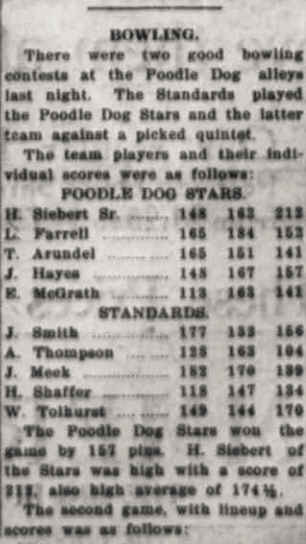 BOWLING.
There were two good bowling
contests at the Poodle Dog alleys
last night. The Standards played
the Poodle Dog Stars and the latter
team against a picked quintet.
The team players and their indi-
vidual scores were as follows:
POODLE DOG STARS.
H. Siebert Sr. ....... 148 163 212
L. Farrell ............ 165 184 152
T. Arundel ............ 165 151 141
J. Hayes ............ 148 167 157
E. McGrath ............ 113 163 141
STANDARDS.
J. Smith ............ 177 133 156
A. Thompson ....... 128 163 104
J. Meek ............ 182 170 139
H. Shaffer ............ 118 147 134
W. Tolhurst ......... 149 144 170
The Poodle Dog Stars won the
game by 157 pins. H. Siebert of
the Stars was high with a score of
212, also high average of 174⅓.
The second game, with lineup and
scores was as follows: